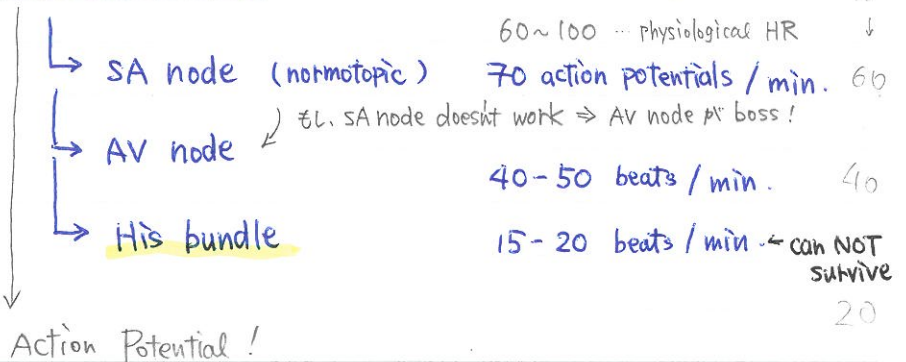 60~100 … physiological HR ↓
SA node (normotopic) 70 action potentials / min. 60
もし、SA node doesn't work ⇒ AV node が boss!
AV node
40-50 beats / min. 40
His bundle 15-20 beats / min. ← can NOT
survive
20
Action Potential!